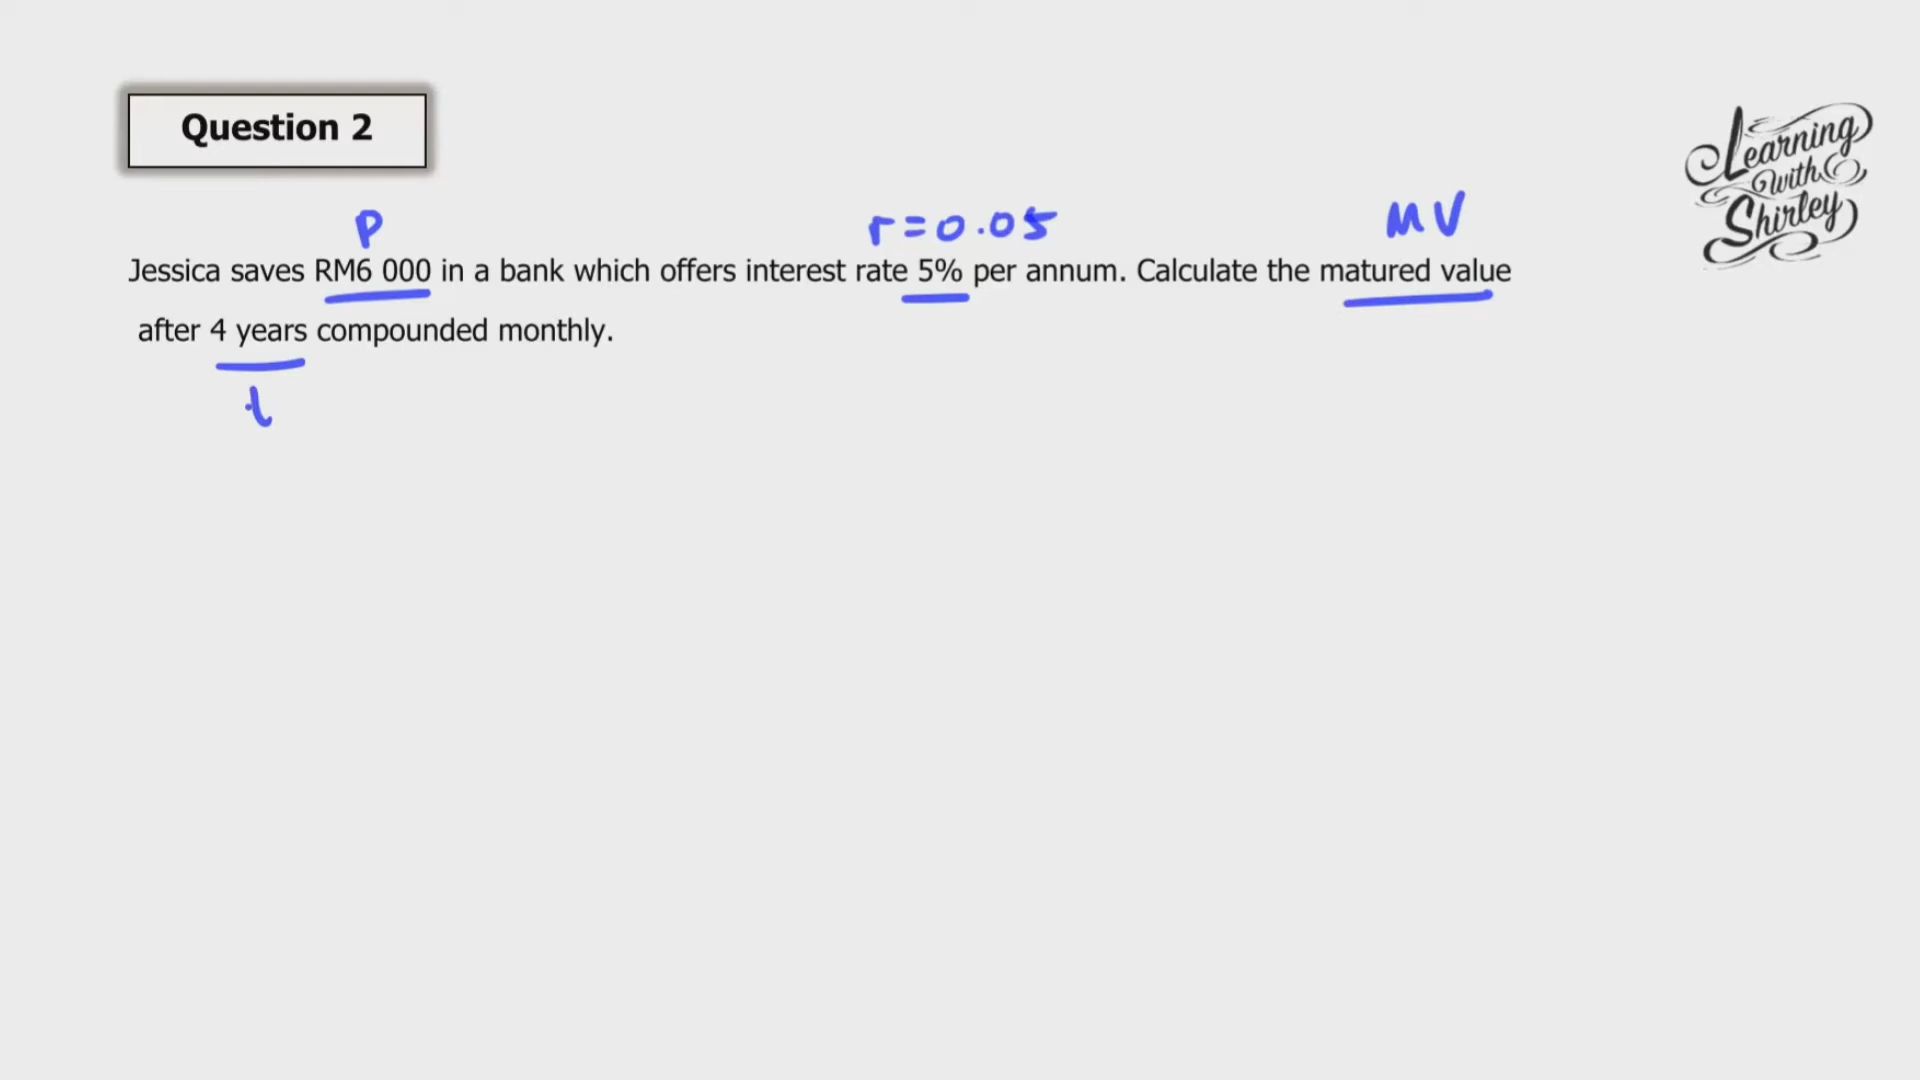 Question 2
Learning
with
Shirley
P r=0.05 MV
Jessica saves RM6 000 in a bank which offers interest rate 5% per annum. Calculate the matured value
after 4 years compounded monthly.
t